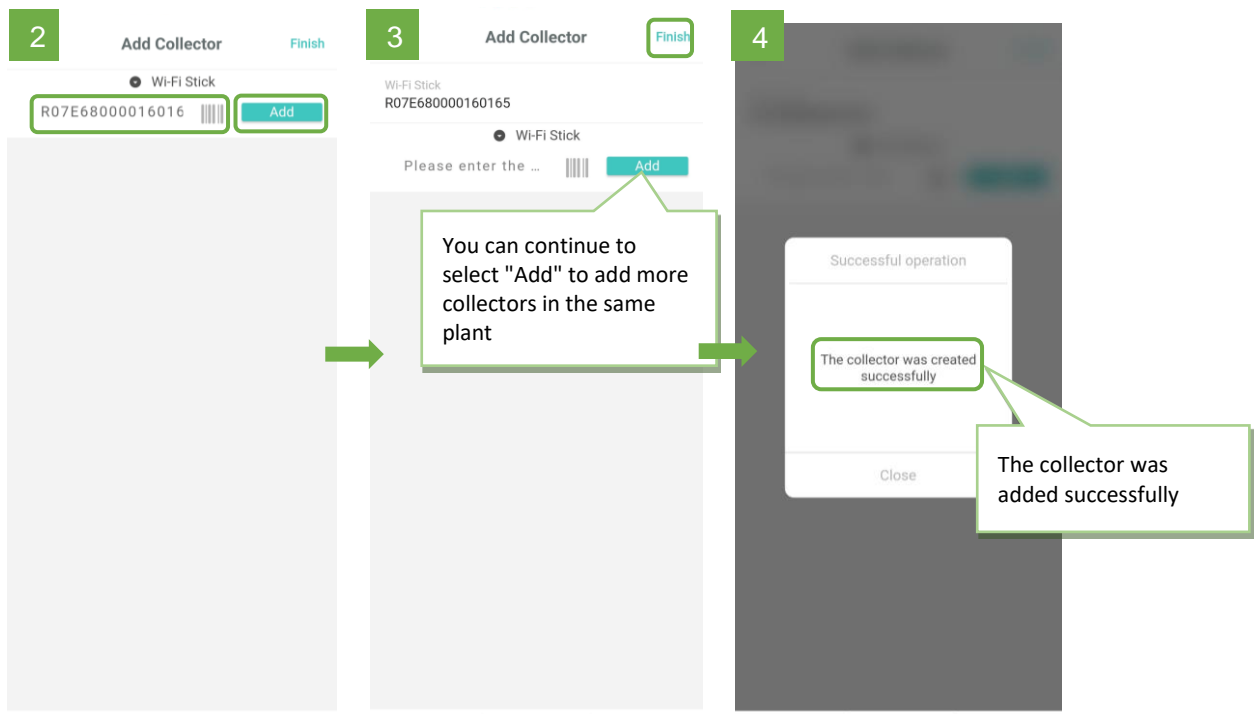 2
Add Collector
Finish
Wi-Fi Stick
R07E68000016016
Add
3
Add Collector
Finish
Wi-Fi Stick
R07E680000160165
Wi-Fi Stick
Please enter the ...
Add
You can continue to
select "Add" to add more
collectors in the same
plant
4
Successful operation
The collector was created
successfully
Close
The collector was
added successfully